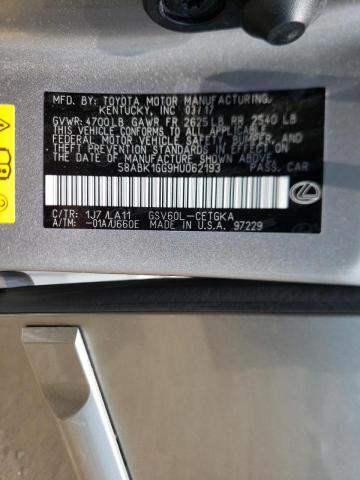 MFD. BY: TOYOTA MOTOR MANUFACTURING,
KENTUCKY, INC. 03/17
GVWR: 4700LB GAWR FR 2625LB RR 2540 LB
THIS VEHICLE CONFORMS TO ALL APPLICABLE
FEDERAL MOTOR VEHICLE SAFETY, BUMPER, AND
THEFT PREVENTION STANDARDS IN EFFECT ON
THE DATE OF MANUFACTURE SHOWN ABOVE.
58ABK1GG9HU062193 PASS. CAR
C/TR: 1J7/LA11 GSV60L-CETGKA
A/TM: -01A/U660E MADE IN U.S.A. 97229